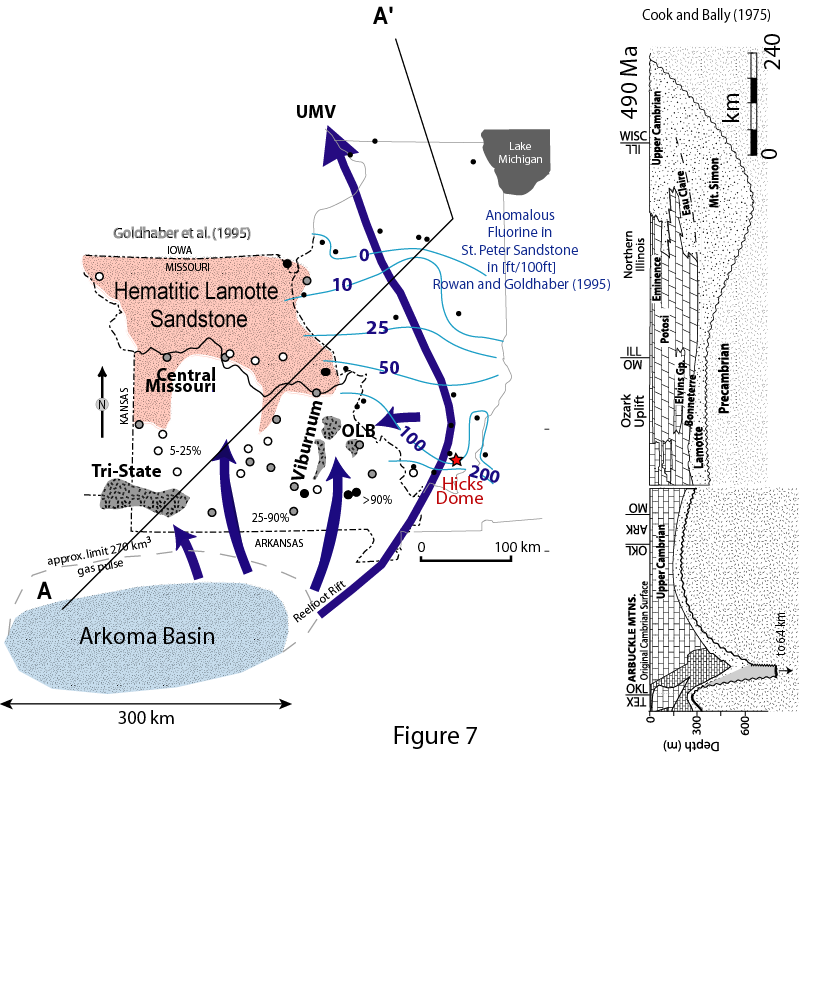 Cook and Bally (1975)
A'
UMV
Lake
Michigan
Goldhaber et al. (1995)
IOWA
MISSOURI
Hematitic Lamotte
Sandstone
Anomalous
Fluorine in
St. Peter Sandstone
in [ft/100ft]
Rowan and Goldhaber (1995)
0
10
25
50
100
200
Central
Missouri
N
KANSAS
Viburnum
OLB
5-25%
Tri-State
25-90%
>90%
Hicks
Dome
ARKANSAS
approx. limit 270 km³
gas pulse
A
Reelfoot Rift
Arkoma Basin
0 100 km
300 km
Figure 7
490 Ma
240
km
0
WISC
ILL
Upper Cambrian
Eau Claire
Mt. Simon
Northern
Illinois
Eminence
Potosi
ILL
MO
Elvins Gp.
Bonneterre
Precambrian
Ozark
Uplift
Lamotte
MO
ARK
OKL
Upper Cambrian
ARBUCKLE MTNS.
Original Cambrian Surface
to 6.4 km
OKL
TEX
0
300
600
Depth (m)